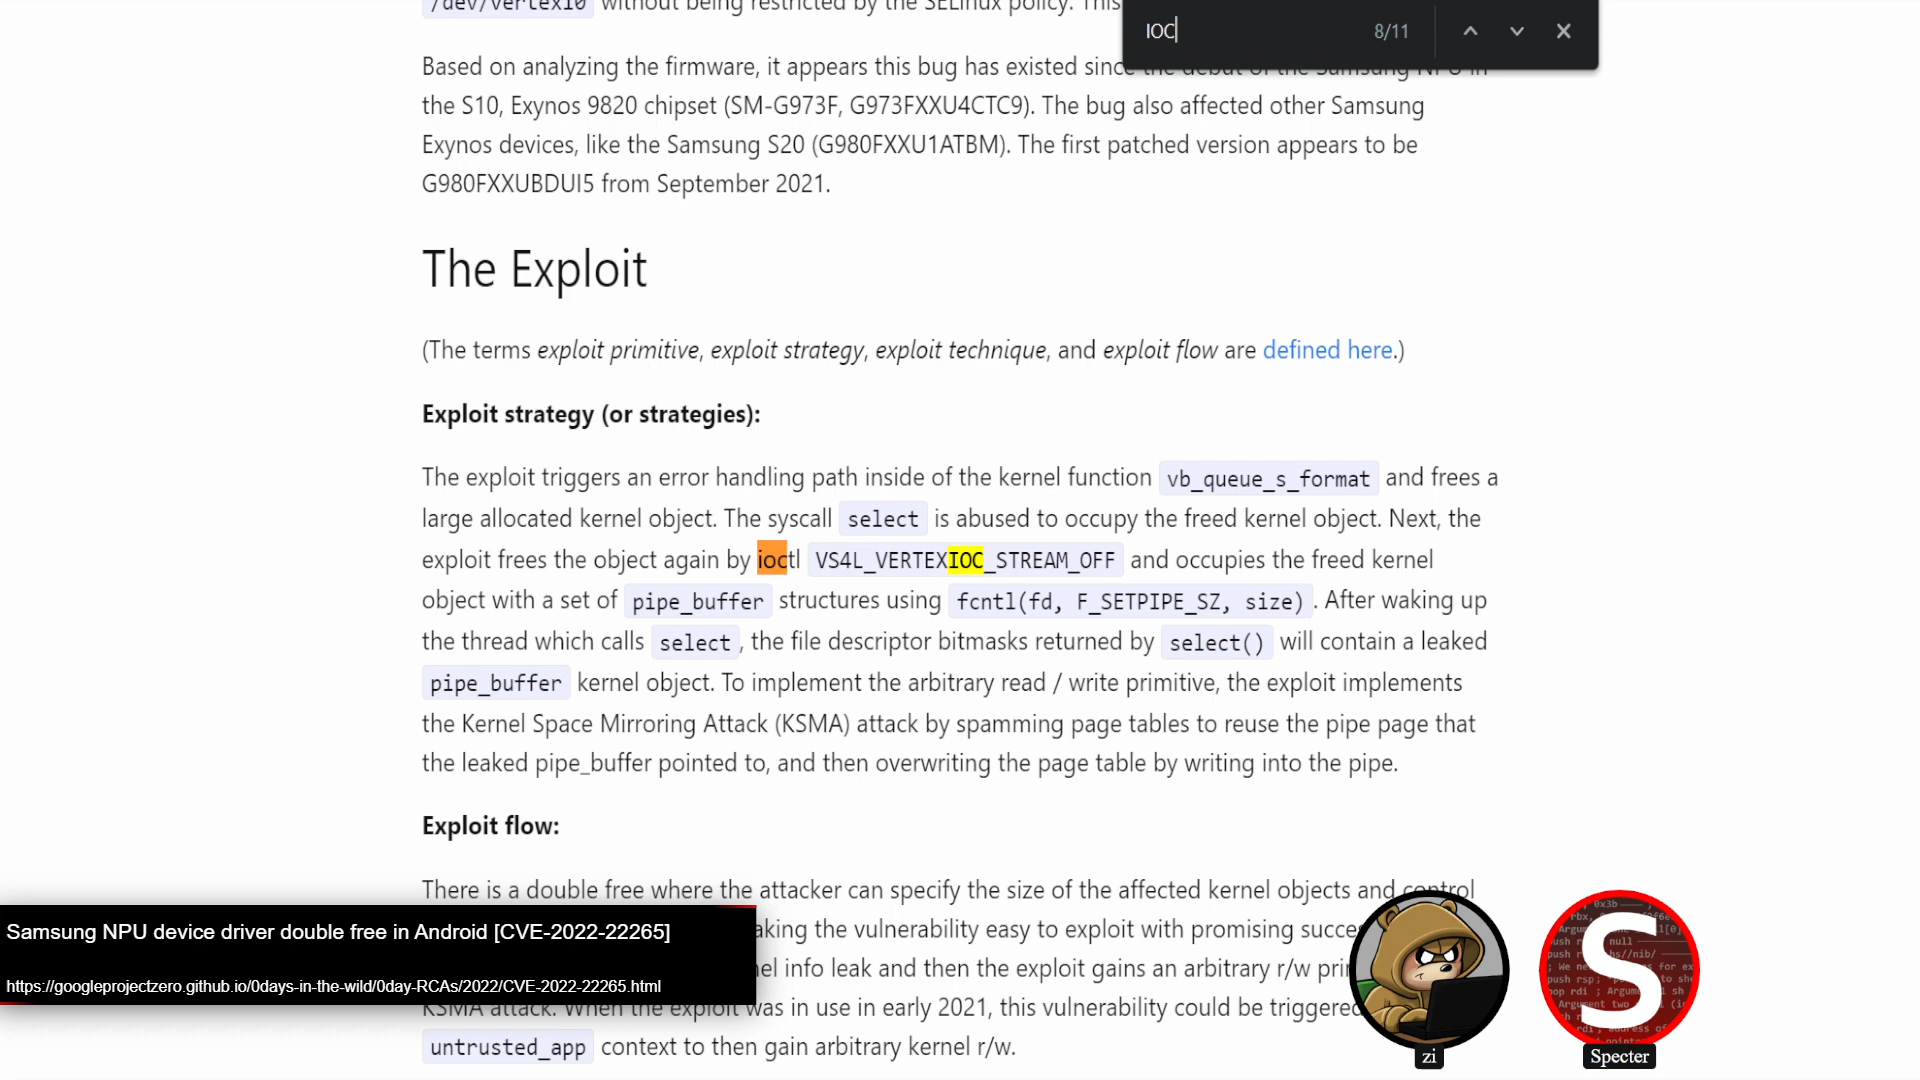 /dev/vertex10 without being restricted by the SELinux policy. This
IOC
8/11
Based on analyzing the firmware, it appears this bug has existed since the debut of the Samsung NPU in
the S10, Exynos 9820 chipset (SM-G973F, G973FXXU4CTC9). The bug also affected other Samsung
Exynos devices, like the Samsung S20 (G980FXXU1ATBM). The first patched version appears to be
G980FXXUBDUI5 from September 2021.
The Exploit
(The terms exploit primitive, exploit strategy, exploit technique, and exploit flow are defined here.)
Exploit strategy (or strategies):
The exploit triggers an error handling path inside of the kernel function vb_queue_s_format and frees a
large allocated kernel object. The syscall select is abused to occupy the freed kernel object. Next, the
exploit frees the object again by ioctl VS4L_VERTEXIOC_STREAM_OFF and occupies the freed kernel
object with a set of pipe_buffer structures using fcntl(fd, F_SETPIPE_SZ, size) . After waking up
the thread which calls select , the file descriptor bitmasks returned by select() will contain a leaked
pipe_buffer kernel object. To implement the arbitrary read / write primitive, the exploit implements
the Kernel Space Mirroring Attack (KSMA) attack by spamming page tables to reuse the pipe page that
the leaked pipe_buffer pointed to, and then overwriting the page table by writing into the pipe.
Exploit flow:
There is a double free where the attacker can specify the size of the affected kernel objects and control
aking the vulnerability easy to exploit with promising succe
nel info leak and then the exploit gains an arbitrary r/w pri
KSMA attack. When the exploit was in use in early 2021, this vulnerability could be triggered
untrusted_app context to then gain arbitrary kernel r/w.
Samsung NPU device driver double free in Android [CVE-2022-22265]
https://googleprojectzero.github.io/0days-in-the-wild/0day-RCAs/2022/CVE-2022-22265.html
zi
S
Specter